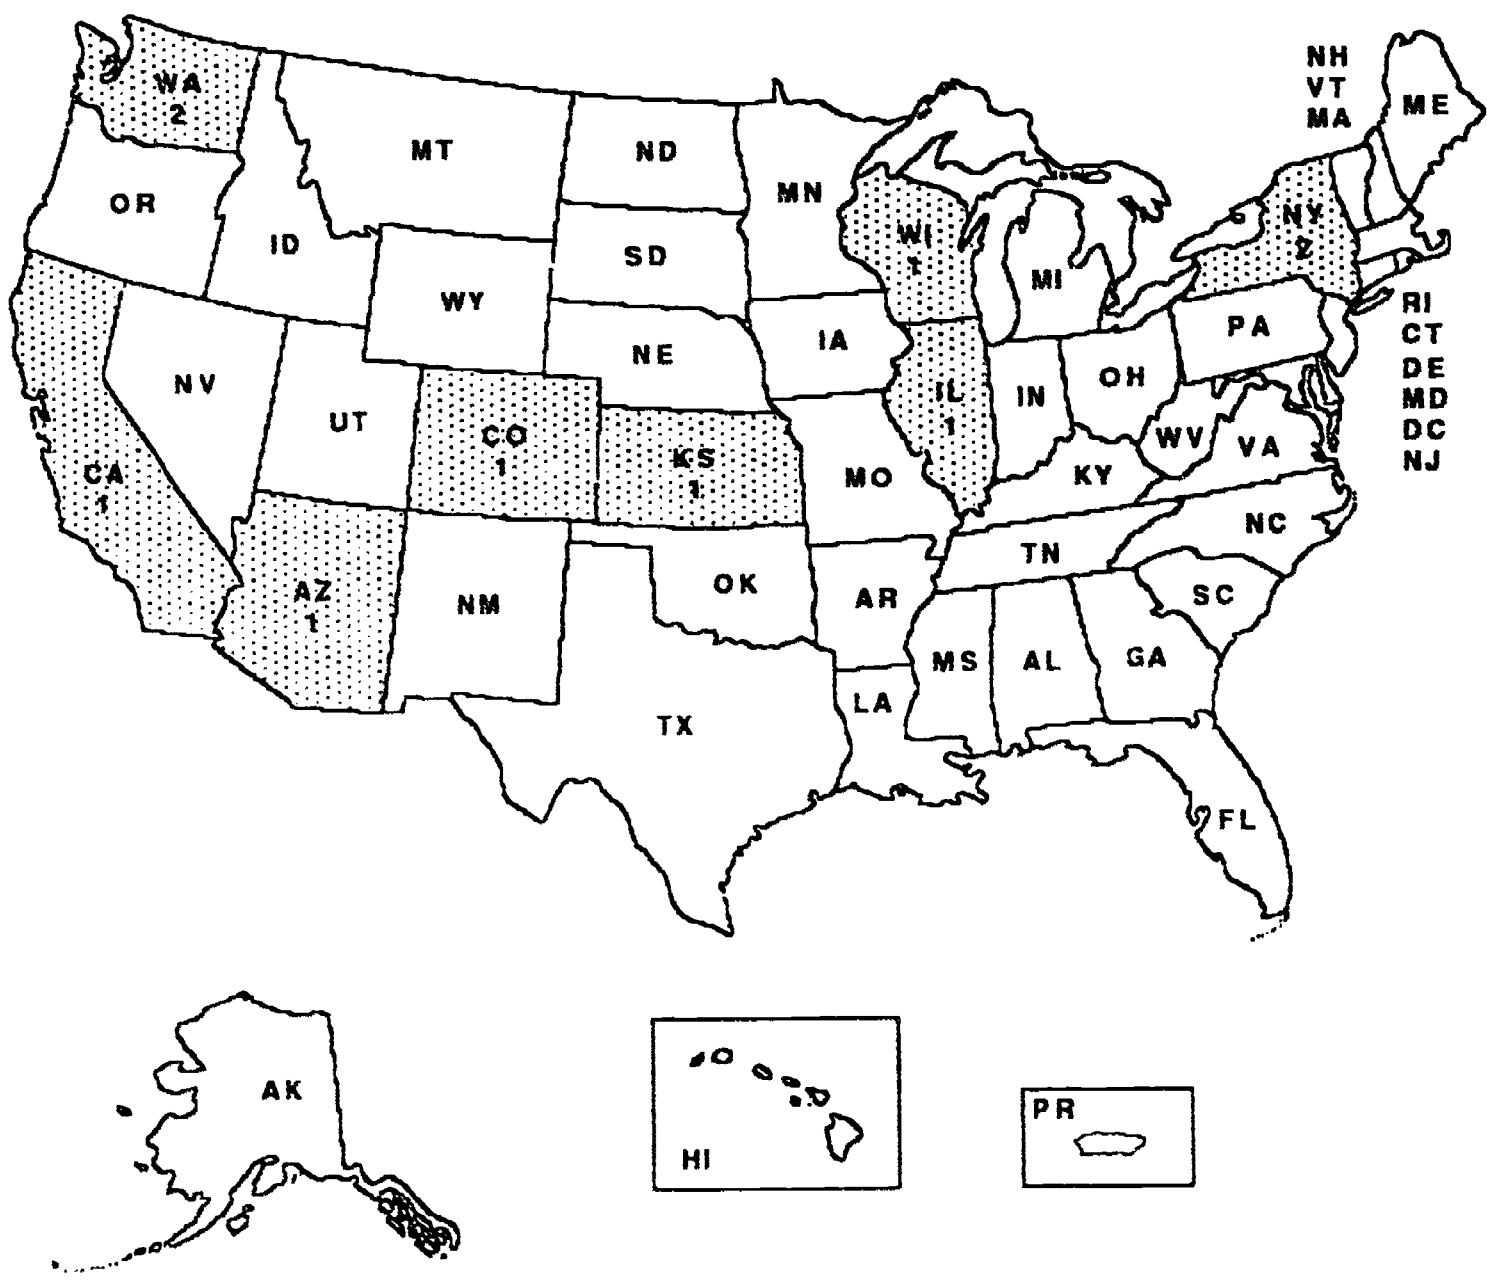 NH
VT
MA
ME
WA
2
MT
ND
MN
OR
ID
SD
WI
1
NY
2
MI
WY
RI
CT
DE
MD
DC
NJ
PA
IA
NE
NV
UT
CO
1
KS
1
IL
1
IN
OH
WV
VA
CA
1
MO
KY
NC
TN
AZ
1
NM
OK
AR
SC
MS
AL
GA
LA
TX
FL
AK
HI
PR